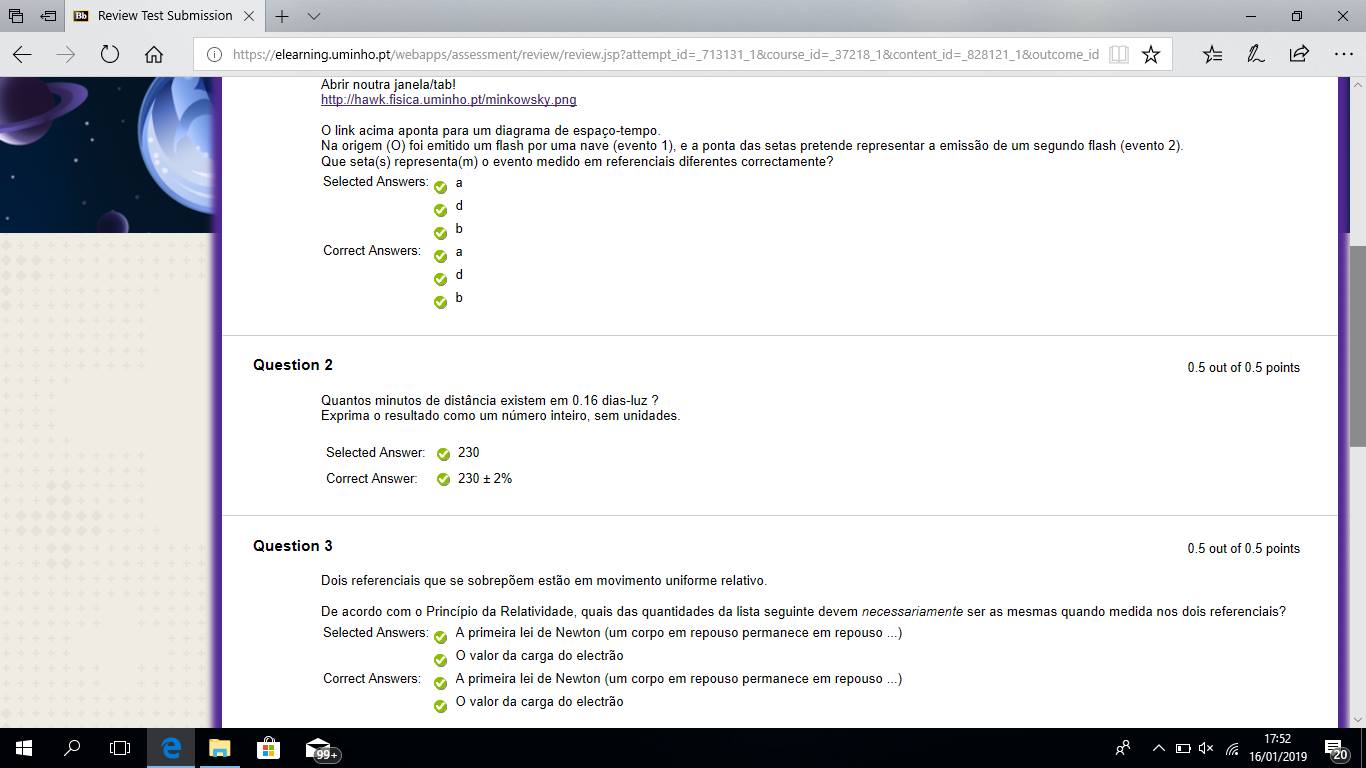 Bb Review Test Submission
https://elearning.uminho.pt/webapps/assessment/review/review.jsp?attempt_id=_713131_1&course_id=_37218_1&content_id=_828121_1&outcome_id
Abrir noutra janela/tab!
http://hawk.fisica.uminho.pt/minkowsky.png
O link acima aponta para um diagrama de espaço-tempo.
Na origem (O) foi emitido um flash por uma nave (evento 1), e a ponta das setas pretende representar a emissão de um segundo flash (evento 2).
Que seta(s) representa(m) o evento medido em referenciais diferentes correctamente?
Selected Answers: a
d
b
Correct Answers: a
d
b
Question 2
0.5 out of 0.5 points
Quantos minutos de distância existem em 0.16 dias-luz ?
Exprima o resultado como um número inteiro, sem unidades.
Selected Answer: 230
Correct Answer: 230 ± 2%
Question 3
0.5 out of 0.5 points
Dois referenciais que se sobrepõem estão em movimento uniforme relativo.
De acordo com o Princípio da Relatividade, quais das quantidades da lista seguinte devem necessariamente ser as mesmas quando medida nos dois referenciais?
Selected Answers: A primeira lei de Newton (um corpo em repouso permanece em repouso ...)
O valor da carga do electrão
Correct Answers: A primeira lei de Newton (um corpo em repouso permanece em repouso ...)
O valor da carga do electrão
99+
17:52
16/01/2019
20